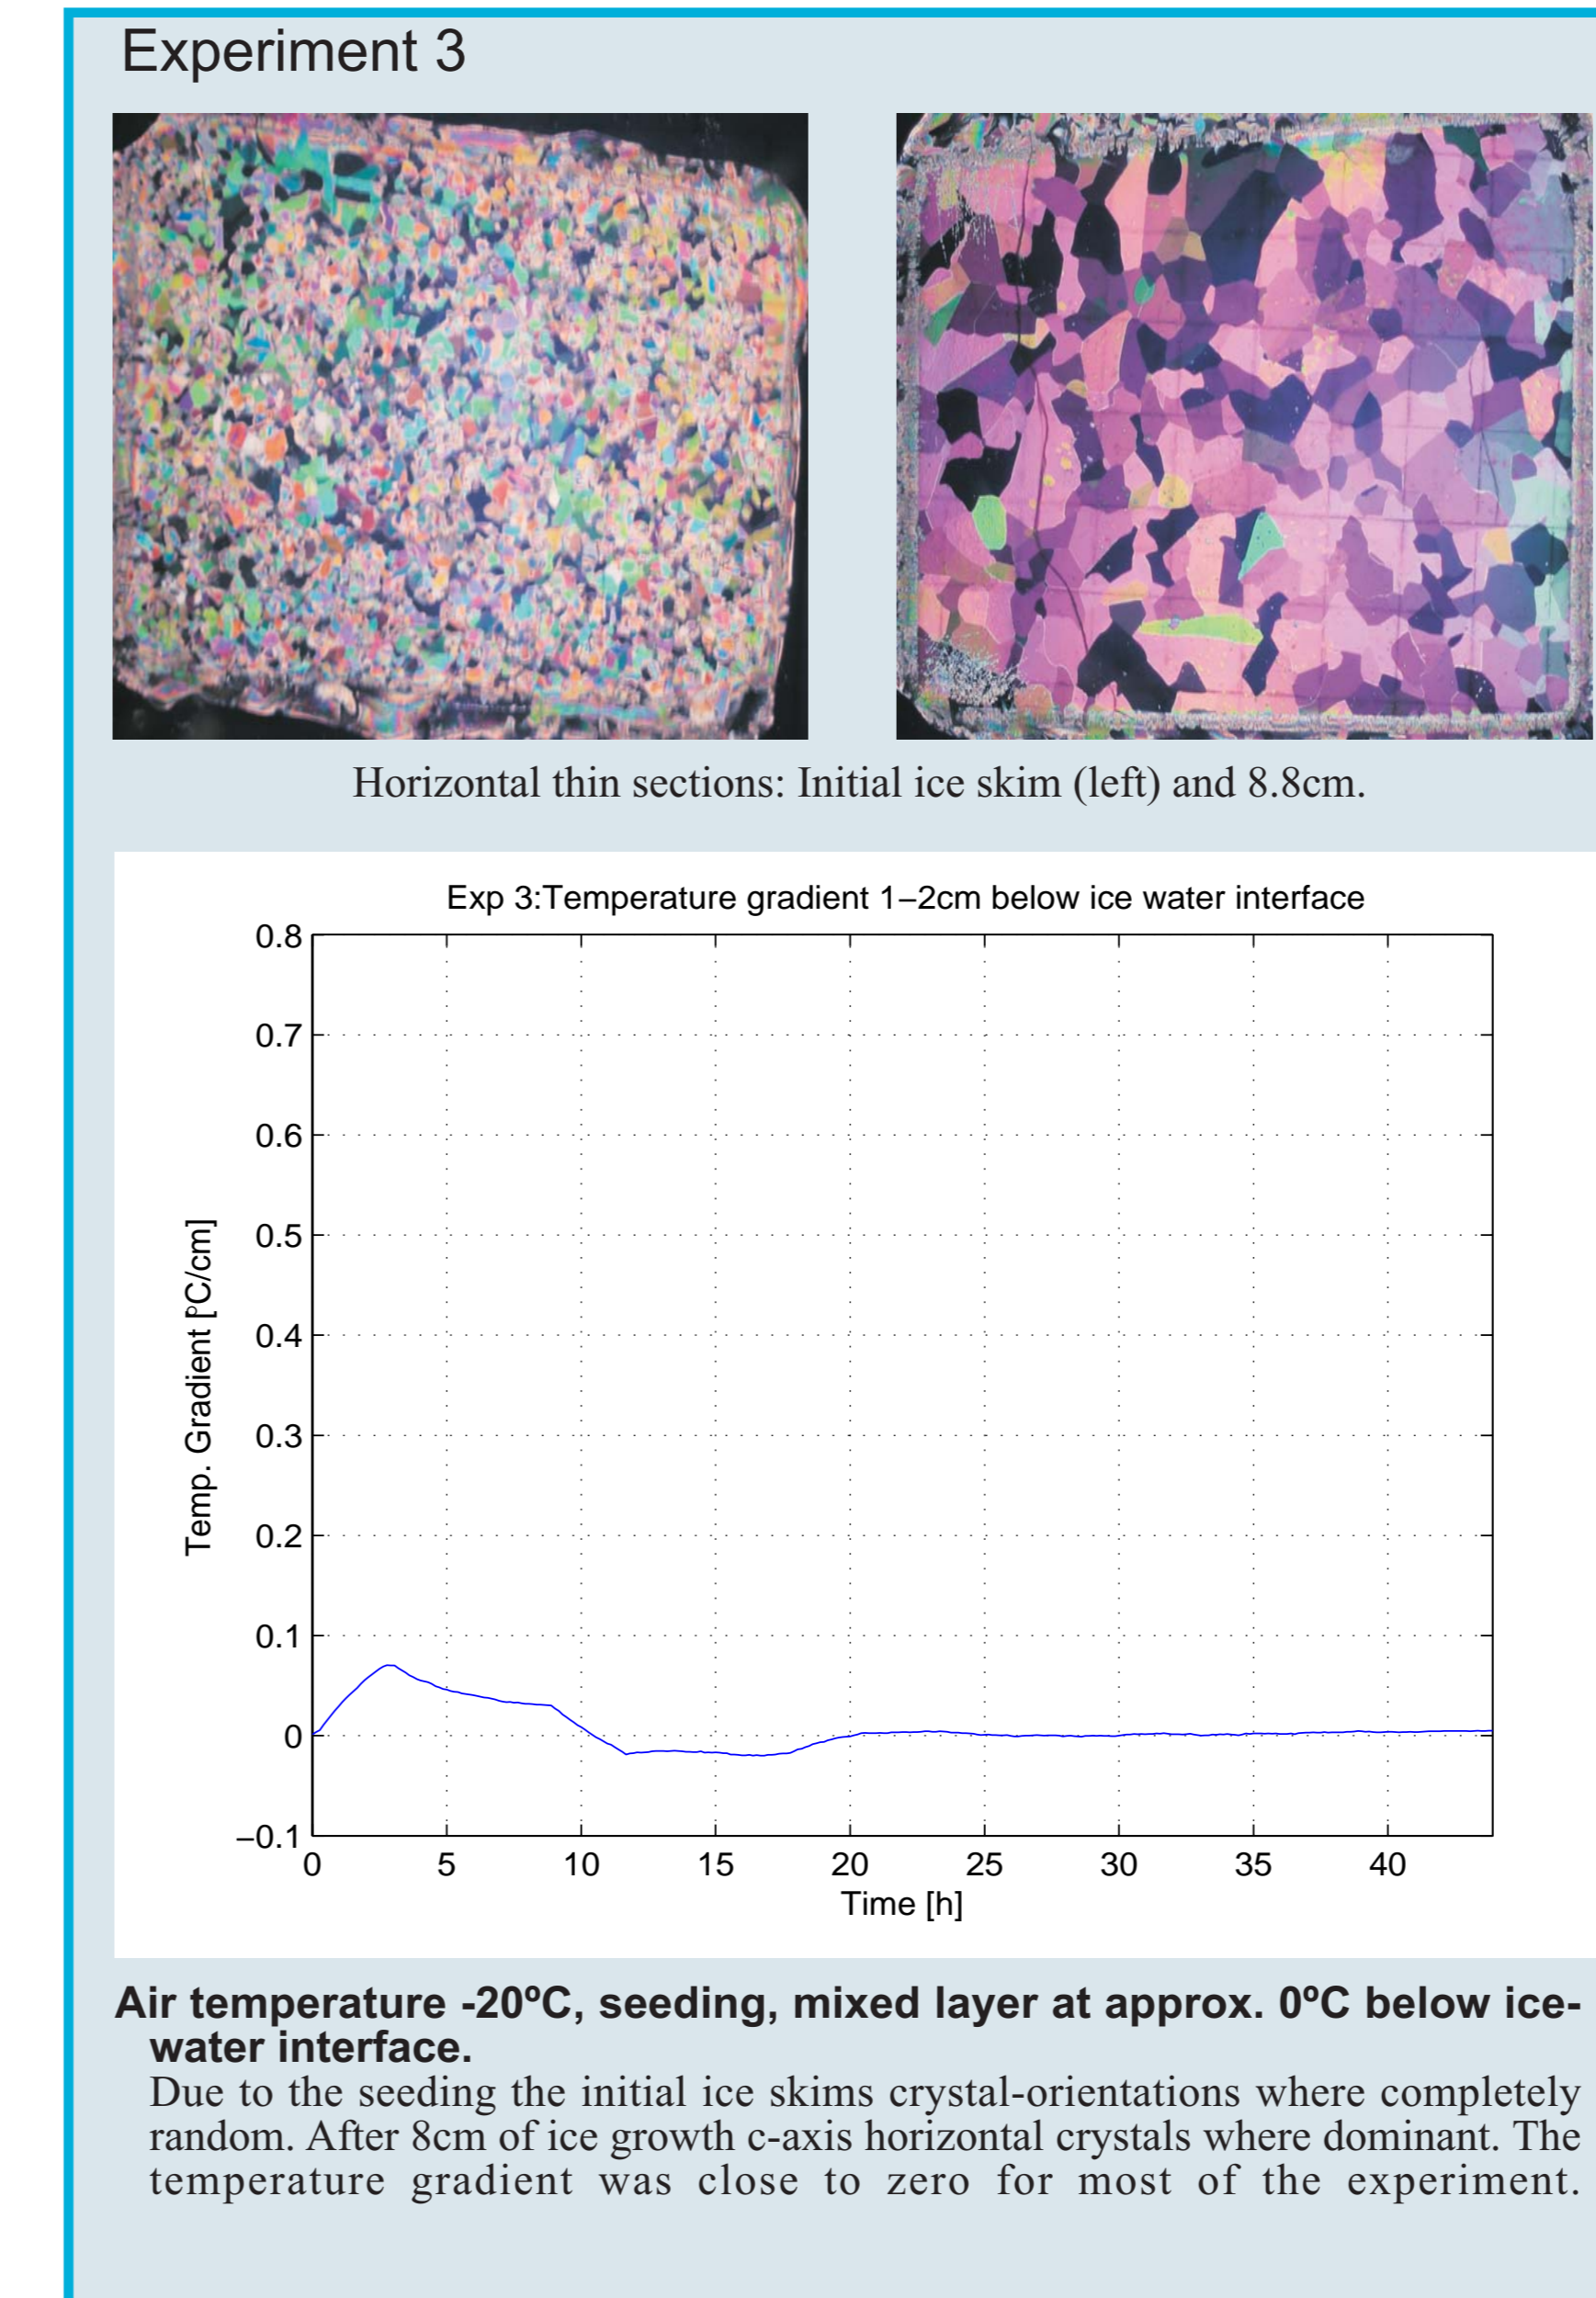 Experiment 3
Horizontal thin sections: Initial ice skim (left) and 8.8cm.
Exp 3:Temperature gradient 1−2cm below ice water interface
0.8
0.7
0.6
0.5
0.4
0.3
0.2
0.1
0
−0.1
Temp. Gradient [ºC/cm]
0 5 10 15 20 25 30 35 40
Time [h]
Air temperature -20ºC, seeding, mixed layer at approx. 0ºC below ice-
water interface.
Due to the seeding the initial ice skims crystal-orientations where completely
random. After 8cm of ice growth c-axis horizontal crystals where dominant. The
temperature gradient was close to zero for most of the experiment.